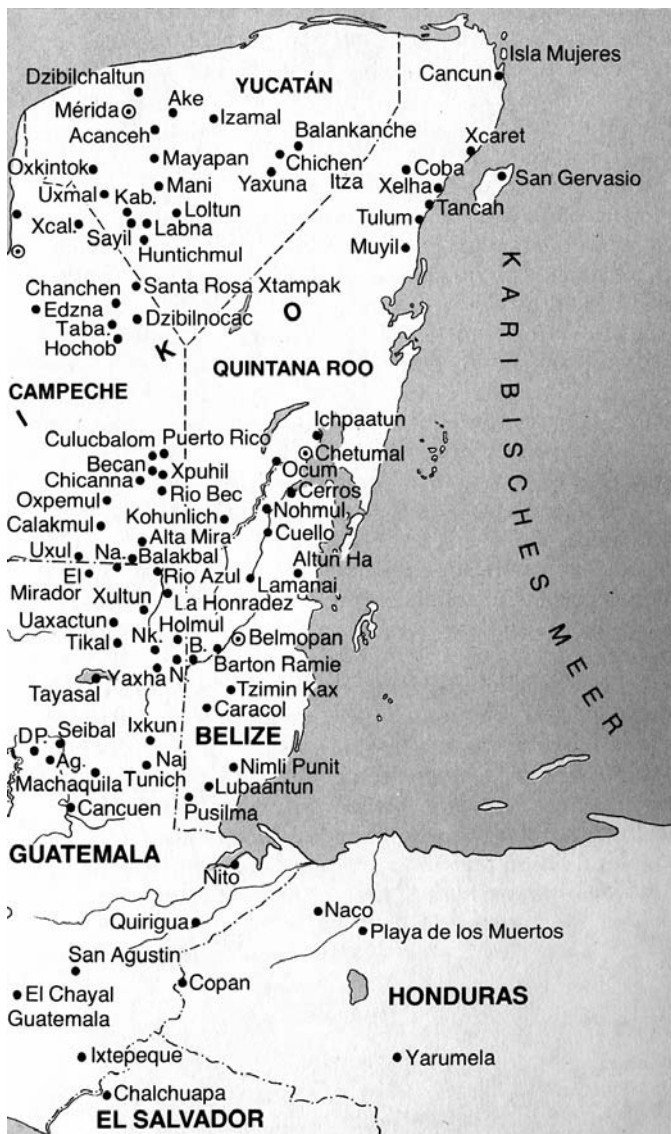 Isla Mujeres
Dzibilchaltun
YUCATÁN
Cancun
Mérida
Ake
Izamal
Acanceh
Balankanche
Xcaret
Mayapan
Chichen
Itza
Coba
Oxkintok
Mani
Yaxuna
Xelha
San Gervasio
Uxmal
Kab.
Loltun
Tancah
Xcal.
Sayil
Labna
Tulum
Huntichmul
Muyil
Chanchen
Santa Rosa Xtampak
Edzna
O
Taba.
Dzibilnocac
Hochob
K
QUINTANA ROO
CAMPECHE
KARIBISCHES MEER
Ichpaatun
Culucbalom
Puerto Rico
Chetumal
Becan
Xpuhil
Ocum
Chicanna
Rio Bec
Cerros
Oxpemul
Nohmul
Calakmul
Kohunlich
Cuello
Alta Mira
Uxul
Na.
Balakbal
Altun Ha
El
Mirador
Rio Azul
Lamanai
Xultun
La Honradez
Uaxactun
Holmul
Tikal
Nk.
B.
Belmopan
Yaxha
N.
Barton Ramie
Tayasal
Tzimin Kax
Caracol
DP.
Seibal
Ixkun
BELIZE
Ag.
Naj
Tunich
Nimli Punit
Machaquila
Lubaantun
Cancuen
Pusilma
GUATEMALA
Nito
Quirigua
Naco
Playa de los Muertos
San Agustin
Copan
El Chayal
HONDURAS
Guatemala
Ixtepeque
Yarumela
Chalchuapa
EL SALVADOR